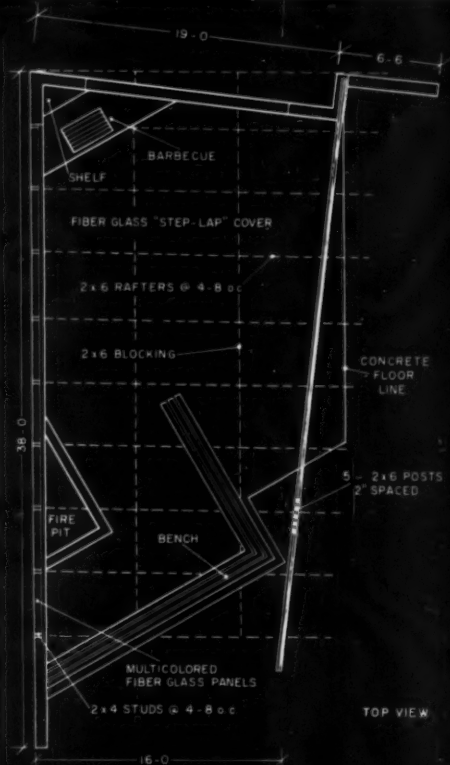 19-0
6-6
BARBECUE
SHELF
FIBER GLASS "STEP-LAP" COVER
2x6 RAFTERS @ 4-8 o.c
2x6 BLOCKING
CONCRETE
FLOOR
LINE
38-0
5 - 2x6 POSTS
2" SPACED
FIRE
PIT
BENCH
MULTICOLORED
FIBER GLASS PANELS
2x4 STUDS @ 4-8 o.c
TOP VIEW
16-0